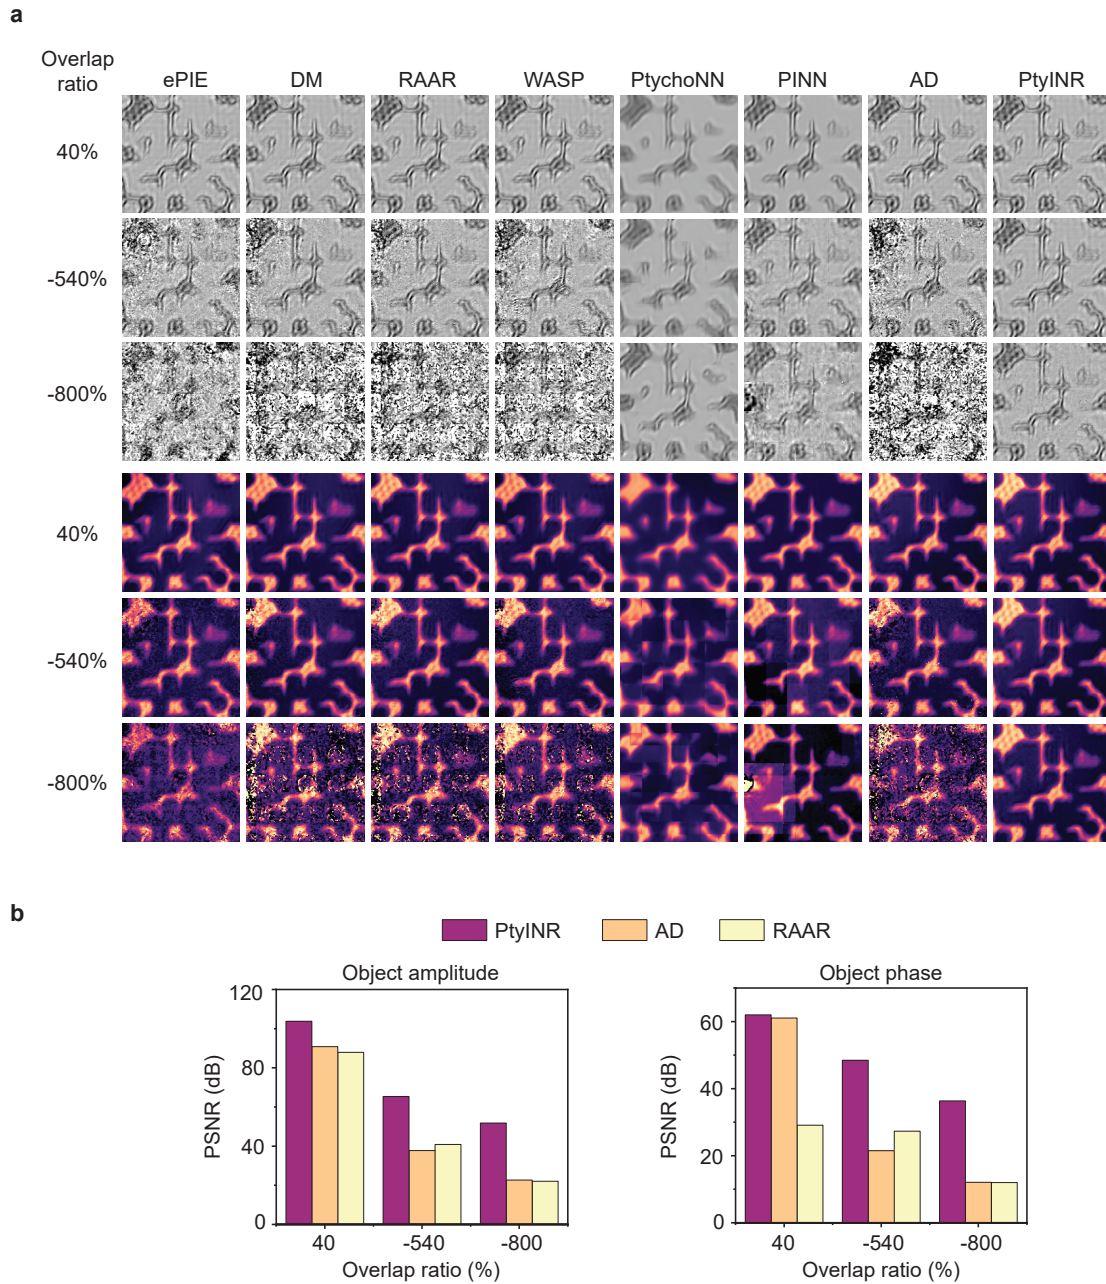 a
Overlap ratio
ePIE DM RAAR WASP PtychoNN PINN AD PtyINR
40%
-540%
-800%
40%
-540%
-800%
b
PtyINR AD RAAR
Object amplitude
PSNR (dB)
120
80
40
0
40 -540 -800
Overlap ratio (%)
Object phase
PSNR (dB)
60
40
20
0
40 -540 -800
Overlap ratio (%)